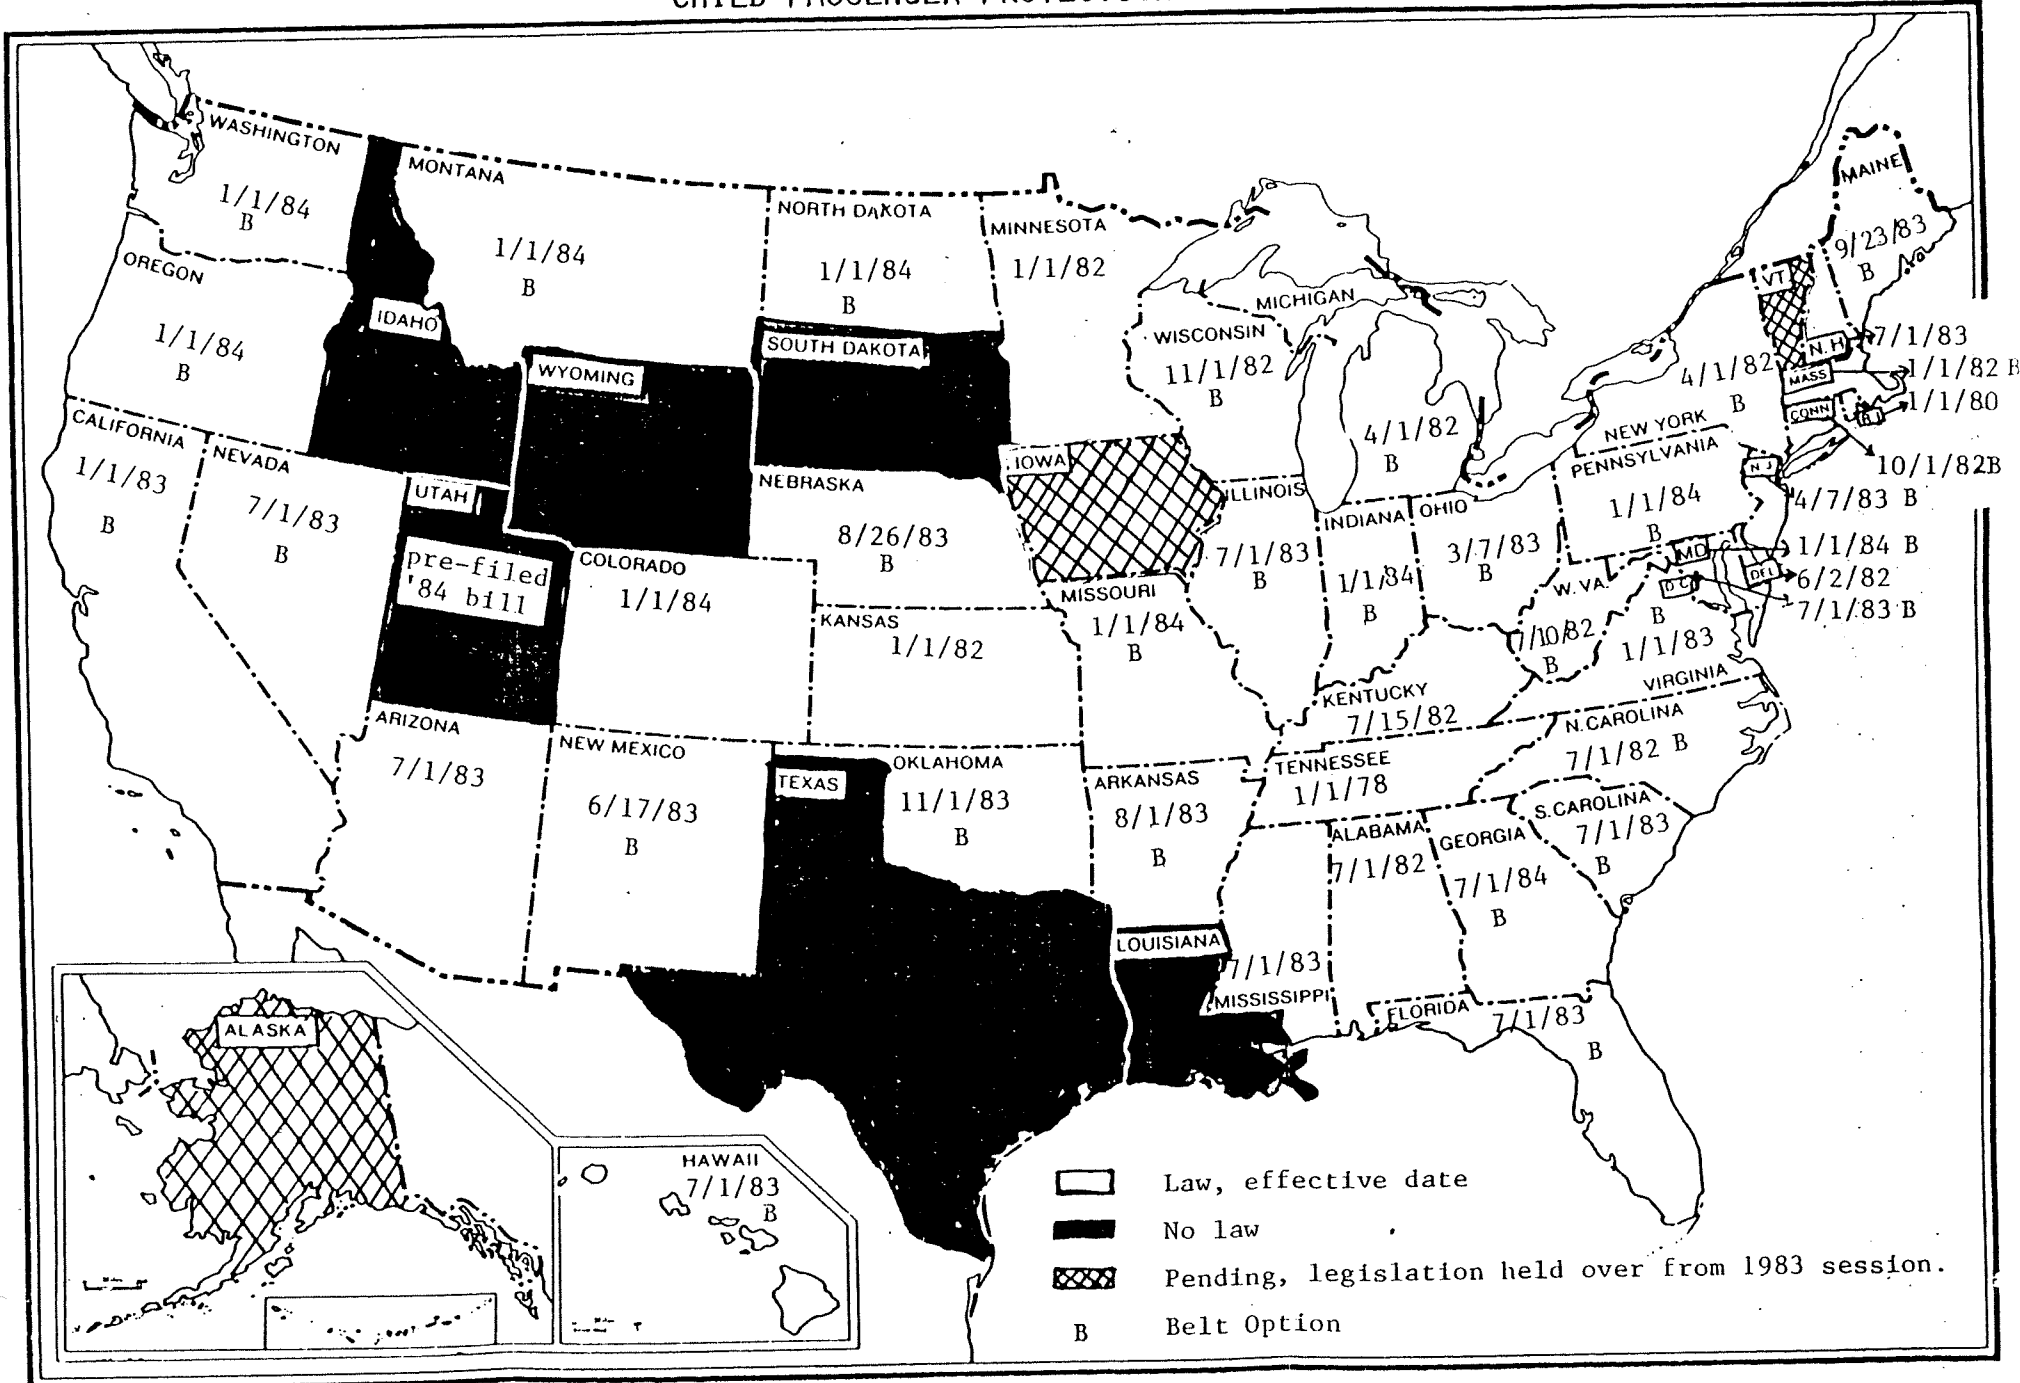 WASHINGTON
1/1/84
B
MONTANA
1/1/84
B
NORTH DAKOTA
1/1/84
B
MINNESOTA
1/1/82
MAINE
9/23/83
B
OREGON
1/1/84
B
IDAHO
WYOMING
SOUTH DAKOTA
WISCONSIN
11/1/82
B
MICHIGAN
4/1/82
B
VT.
N.H
7/1/83
MASS
1/1/82 B
CONN
R.I
1/1/80
10/1/82B
4/1/82
B
NEW YORK
CALIFORNIA
1/1/83
B
NEVADA
7/1/83
B
UTAH
pre-filed
'84 bill
COLORADO
1/1/84
NEBRASKA
8/26/83
B
IOWA
ILLINOIS
7/1/83
B
INDIANA
1/1/84
B
OHIO
3/7/83
B
PENNSYLVANIA
1/1/84
B
N J
4/7/83 B
MD
1/1/84 B
DEL
6/2/82
D C
7/1/83 B
W.VA.
7/10/82
B
B
1/1/83
VIRGINIA
KANSAS
1/1/82
MISSOURI
1/1/84
B
KENTUCKY
7/15/82
ARIZONA
7/1/83
NEW MEXICO
6/17/83
B
TEXAS
OKLAHOMA
11/1/83
B
ARKANSAS
8/1/83
B
TENNESSEE
1/1/78
N.CAROLINA
7/1/82 B
S.CAROLINA
7/1/83
B
ALABAMA
7/1/82
GEORGIA
7/1/84
B
LOUISIANA
7/1/83
MISSISSIPPI
FLORIDA
7/1/83
B
ALASKA
HAWAII
7/1/83
B
Law, effective date
No law
Pending, legislation held over from 1983 session.
B Belt Option